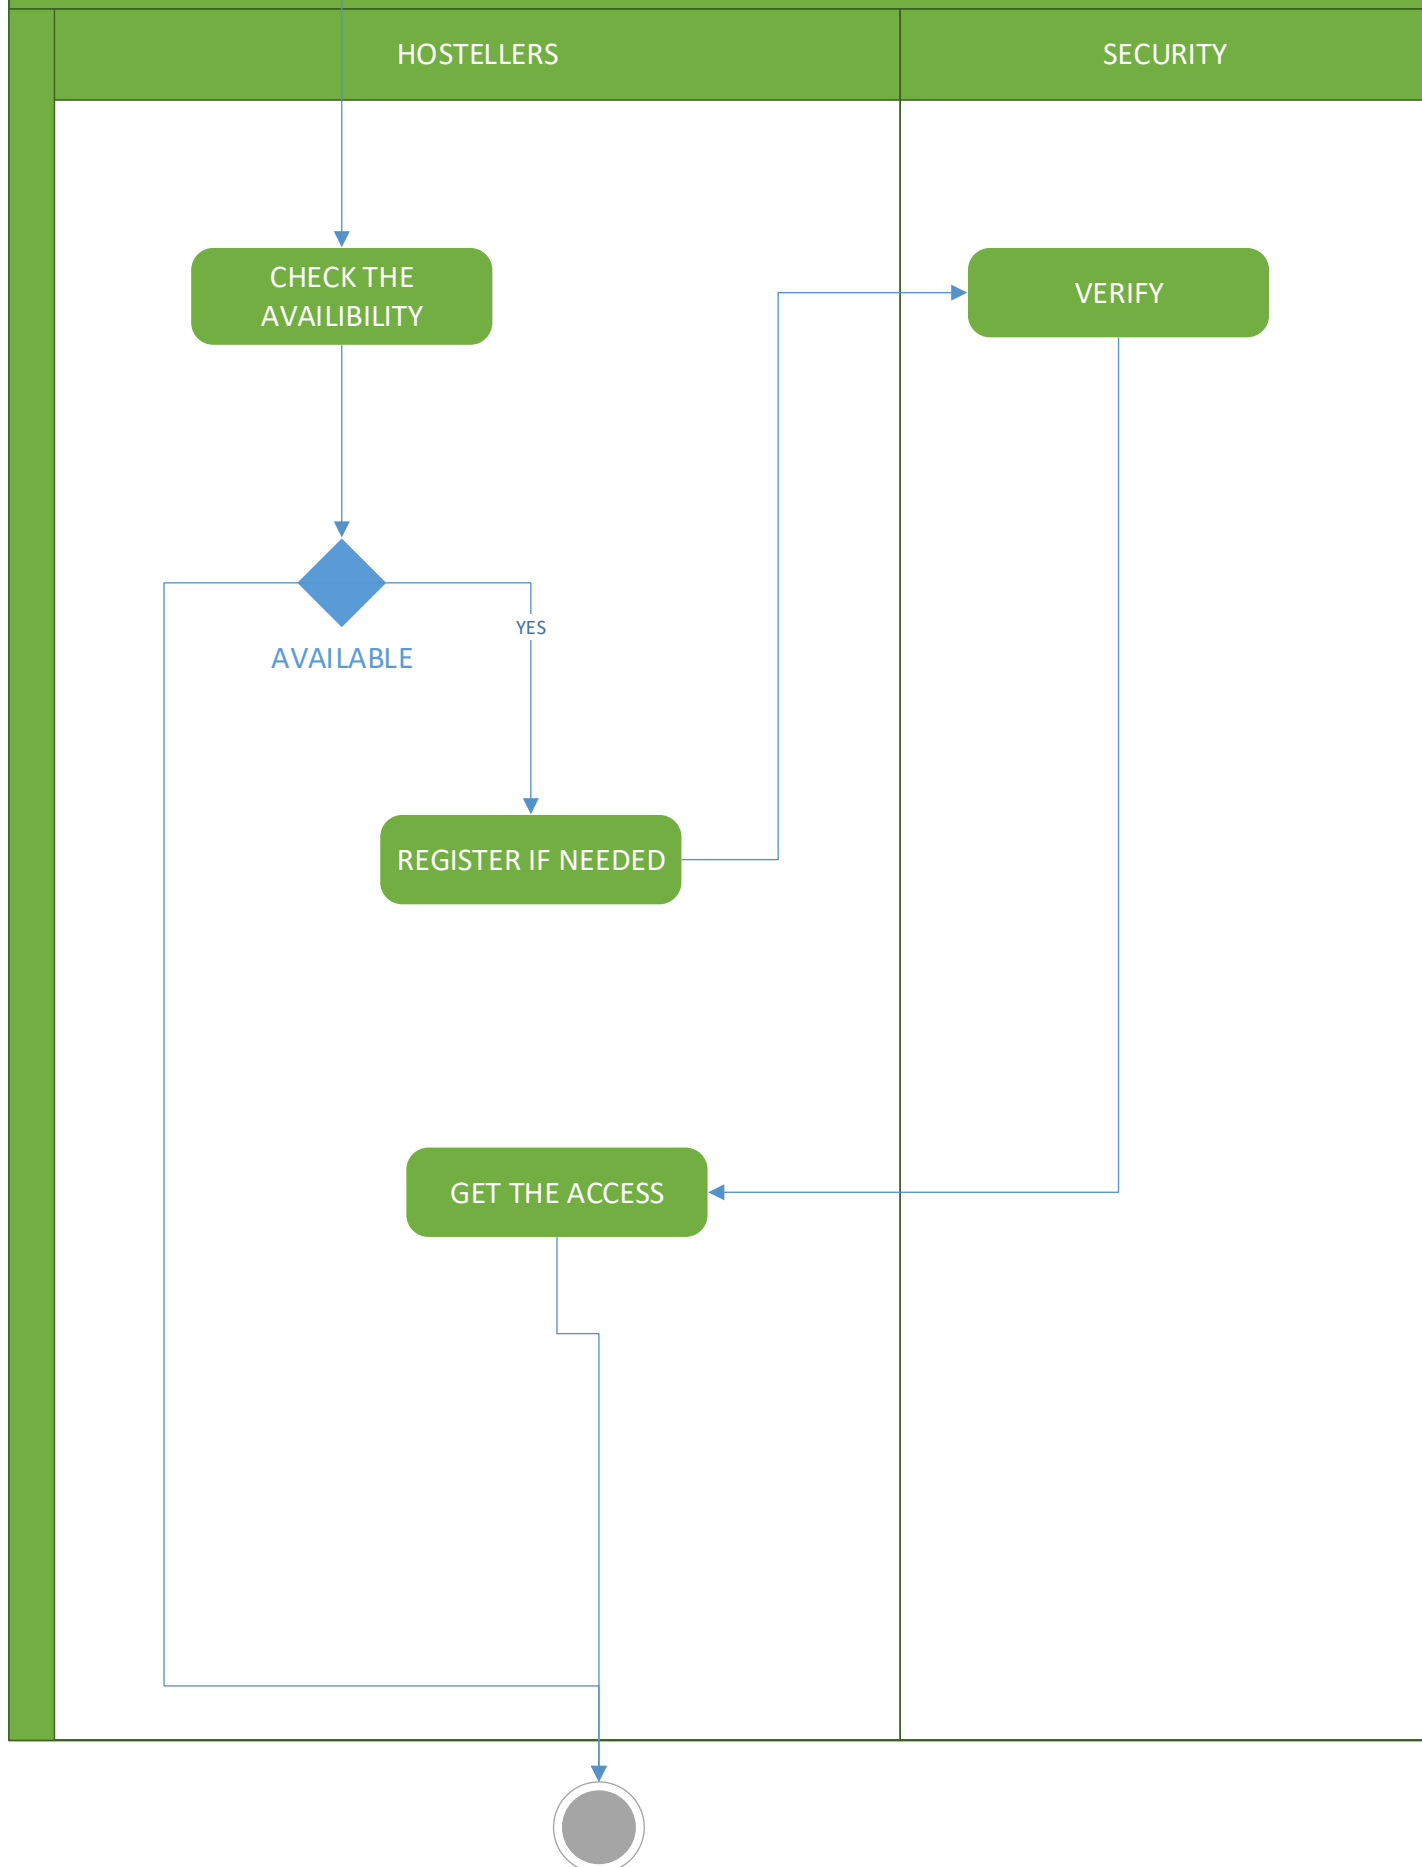 HOSTELLERS
SECURITY
CHECK THE
AVAILIBILITY
VERIFY
YES
AVAILABLE
REGISTER IF NEEDED
GET THE ACCESS